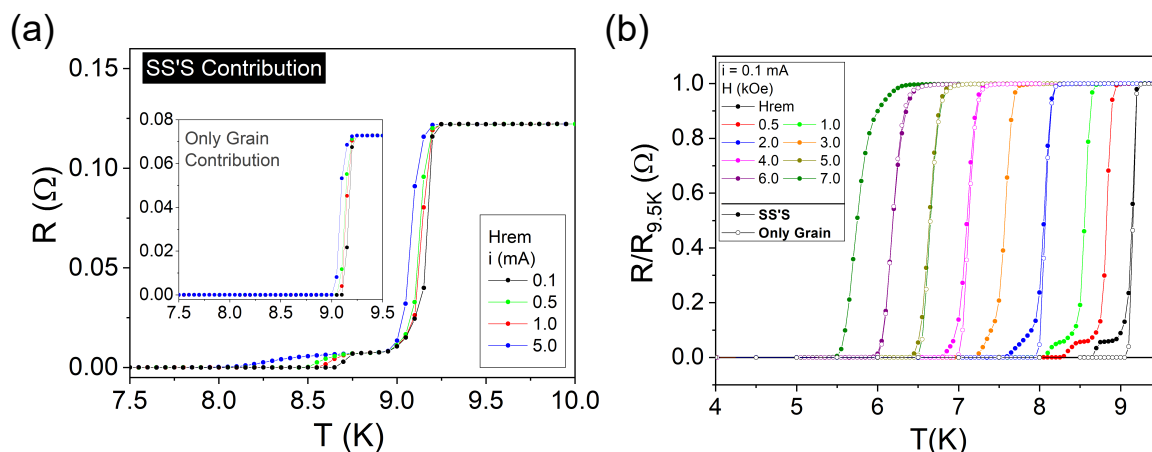 (a)
SS'S Contribution
Only Grain
Contribution
0.08
0.06
0.04
0.02
0.00
7.5 8.0 8.5 9.0 9.5
0.15
0.10
0.05
0.00
R (Ω)
Hrem
i (mA)
0.1
0.5
1.0
5.0
7.5 8.0 8.5 9.0 9.5 10.0
T (K)
(b)
i = 0.1 mA
H (kOe)
Hrem
0.5 1.0
2.0 3.0
4.0 5.0
6.0 7.0
SS'S
Only Grain
1.0
0.8
0.6
0.4
0.2
0.0
R/R9.5K (Ω)
4 5 6 7 8 9
T(K)